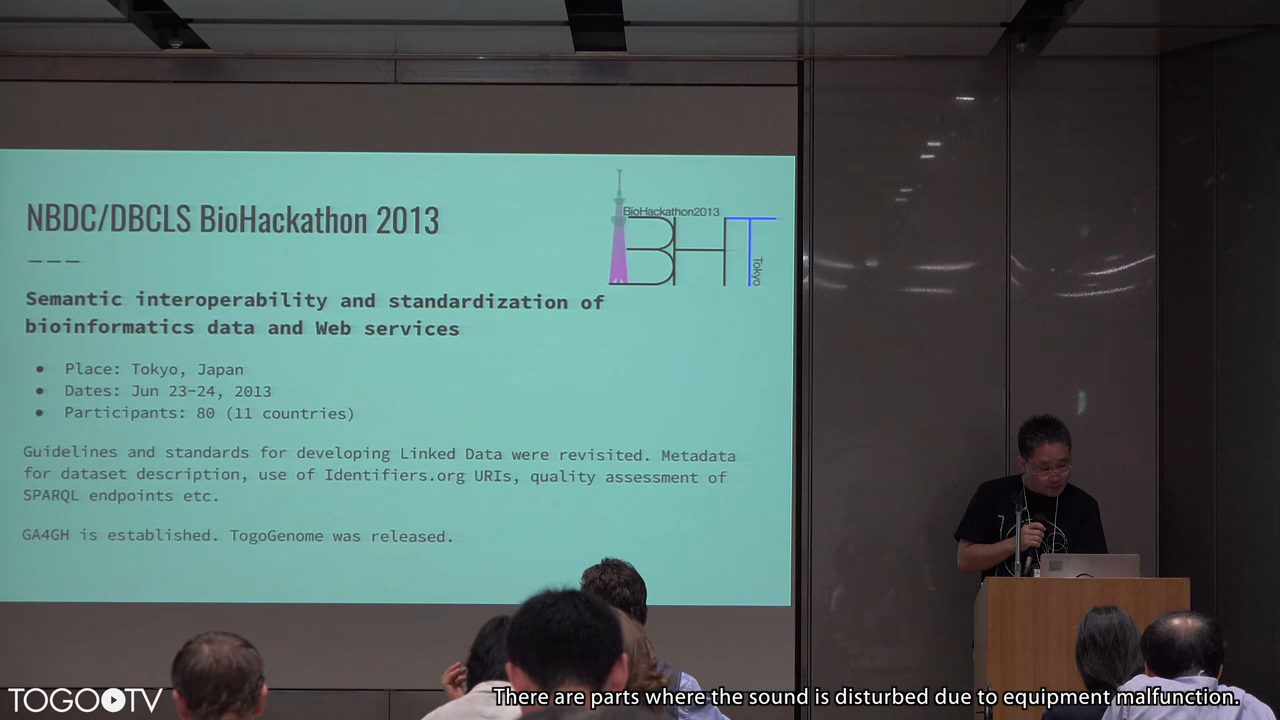 NBDC/DBCLS BioHackathon 2013
BioHackathon2013
BHT
Tokyo
Semantic interoperability and standardization of
bioinformatics data and Web services
• Place: Tokyo, Japan
• Dates: Jun 23-24, 2013
• Participants: 80 (11 countries)
Guidelines and standards for developing Linked Data were revisited. Metadata
for dataset description, use of Identifiers.org URIs, quality assessment of
SPARQL endpoints etc.
GA4GH is established. TogoGenome was released.
TOGO TV
There are parts where the sound is disturbed due to equipment malfunction.